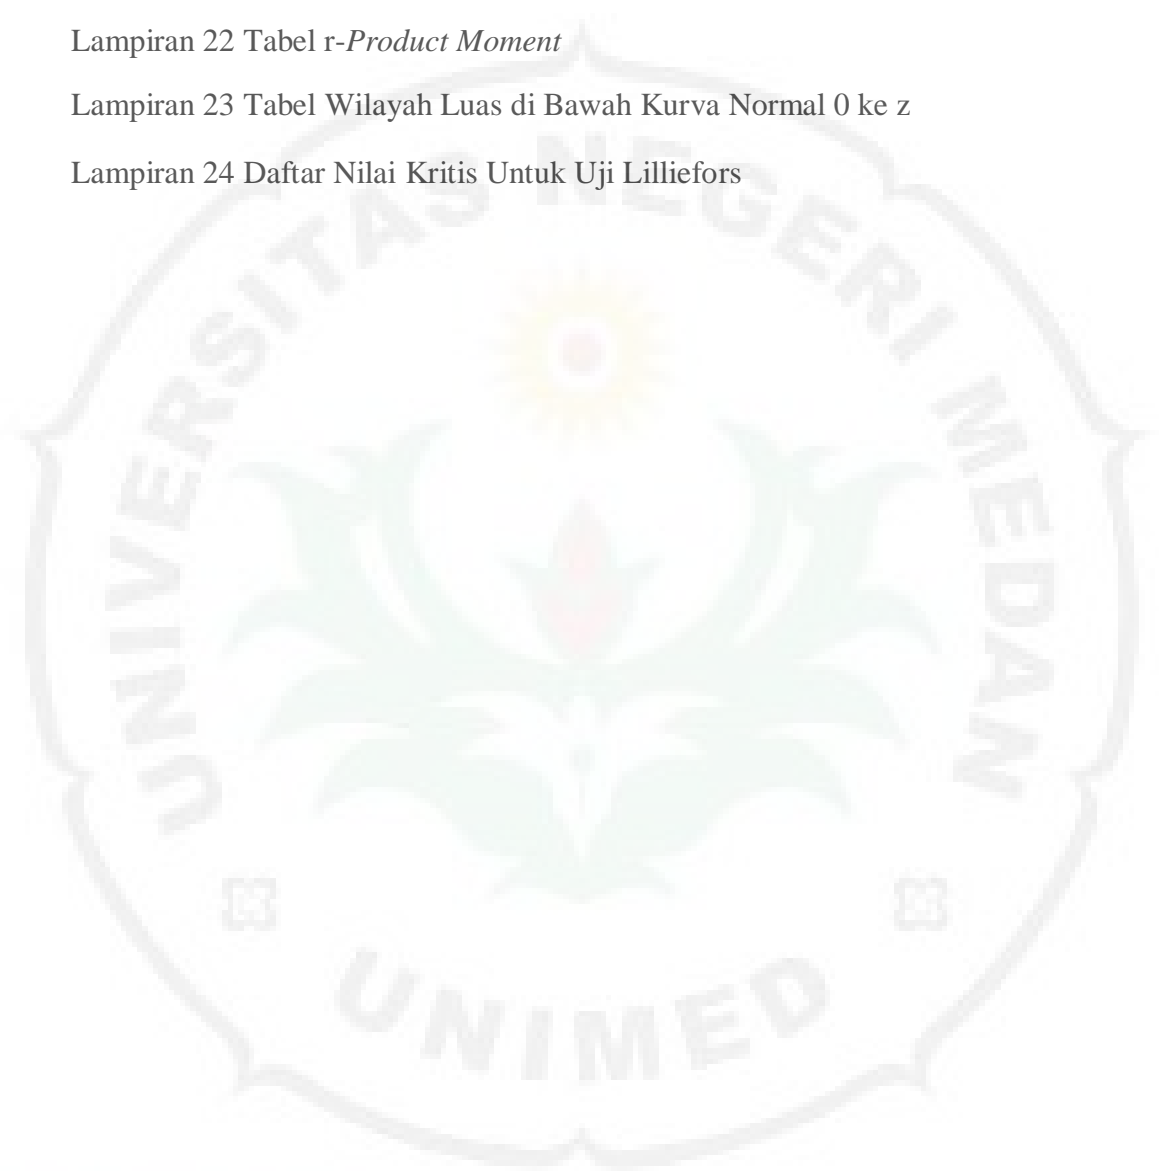 Lampiran 22 Tabel r-Product Moment
Lampiran 23 Tabel Wilayah Luas di Bawah Kurva Normal 0 ke z
Lampiran 24 Daftar Nilai Kritis Untuk Uji Lilliefors
UNIVERSITAS NEGERI MEDAN
UNIMED